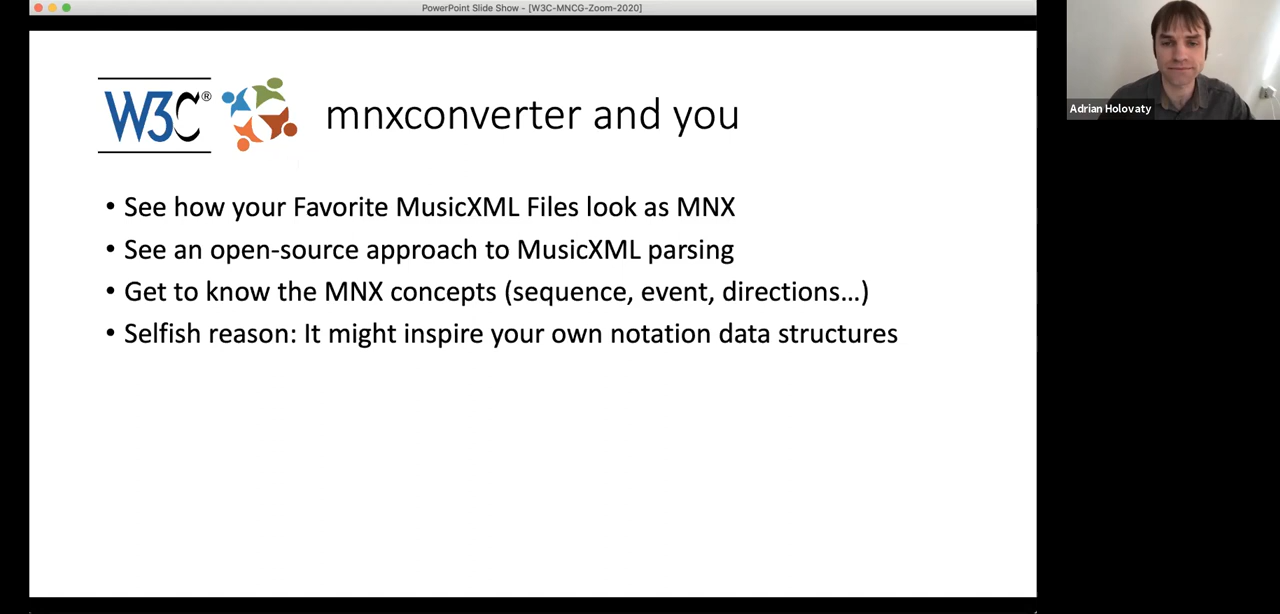 PowerPoint Slide Show - [W3C-MNCG-Zoom-2020]
W3C®
mnxconverter and you
• See how your Favorite MusicXML Files look as MNX
• See an open-source approach to MusicXML parsing
• Get to know the MNX concepts (sequence, event, directions…)
• Selfish reason: It might inspire your own notation data structures
Adrian Holovaty